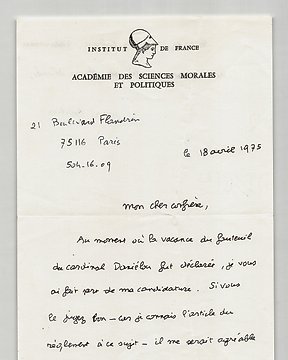 INSTITUT DE FRANCE
ACADÉMIE DES SCIENCES MORALES
ET POLITIQUES
21 Boulevard Flandrin
75116 Paris
504-16.09
le 18 avril 1975
Mon cher confrère,
Au moment où la vacance du fauteuil
du cardinal Daniélou fut déclarée, je vous
ai fait part de ma candidature. Si vous
le jugez bon - car je connais l'article du
règlement à ce sujet - il me serait agréable